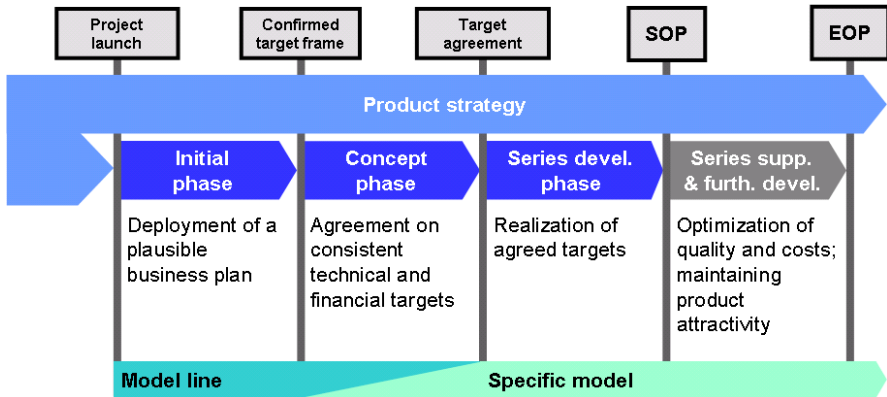 Project
launch
Confirmed
target frame
Target
agreement
SOP
EOP
Product strategy
Initial
phase
Concept
phase
Series devel.
phase
Series supp.
& furth. devel.
Deployment of a
plausible
business plan
Agreement on
consistent
technical and
financial targets
Realization of
agreed targets
Optimization of
quality and costs;
maintaining
product
attractivity
Model line
Specific model